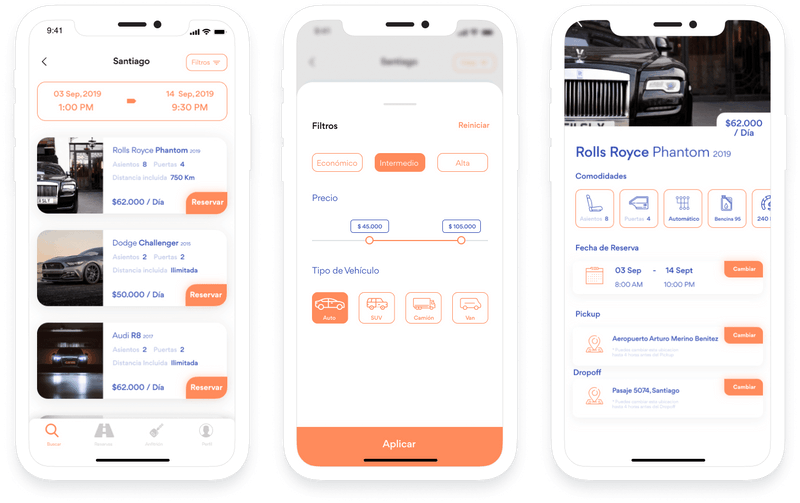 9:41
Santiago
Filtros
03 Sep,2019
14 Sep,2019
1:00 PM
9:30 PM
Rolls Royce Phantom 2019
Asientos 8 Puertas 4
Distancia incluida 750 Km
$62.000 / Día
Reservar
Dodge Challenger 2015
Asientos 2 Puertas 2
Distancia Incluida Ilimitada
$50.000 / Día
Reservar
Audi R8 2017
Asientos 2 Puertas 2
Distancia Incluida Ilimitada
$62.000 / Día
Reservar
Buscar
Reservas
Perfil
Santiago
Filtros
Reiniciar
Económico
Intermedio
Alta
Precio
$ 45.000
$ 105.000
Tipo de Vehículo
Auto
SUV
Camión
Van
Aplicar
$62.000
/ Día
Rolls Royce Phantom 2019
Comodidades
Asientos 8
Puertas 4
Automático
Bencina 95
240
Fecha de Reserva
03 Sep - 14 Sept
8:00 AM 10:00 PM
Cambiar
Pickup
Aeropuerto Arturo Merino Benitez
Cambiar
Dropoff
Pasaje 5074, Santiago
Cambiar